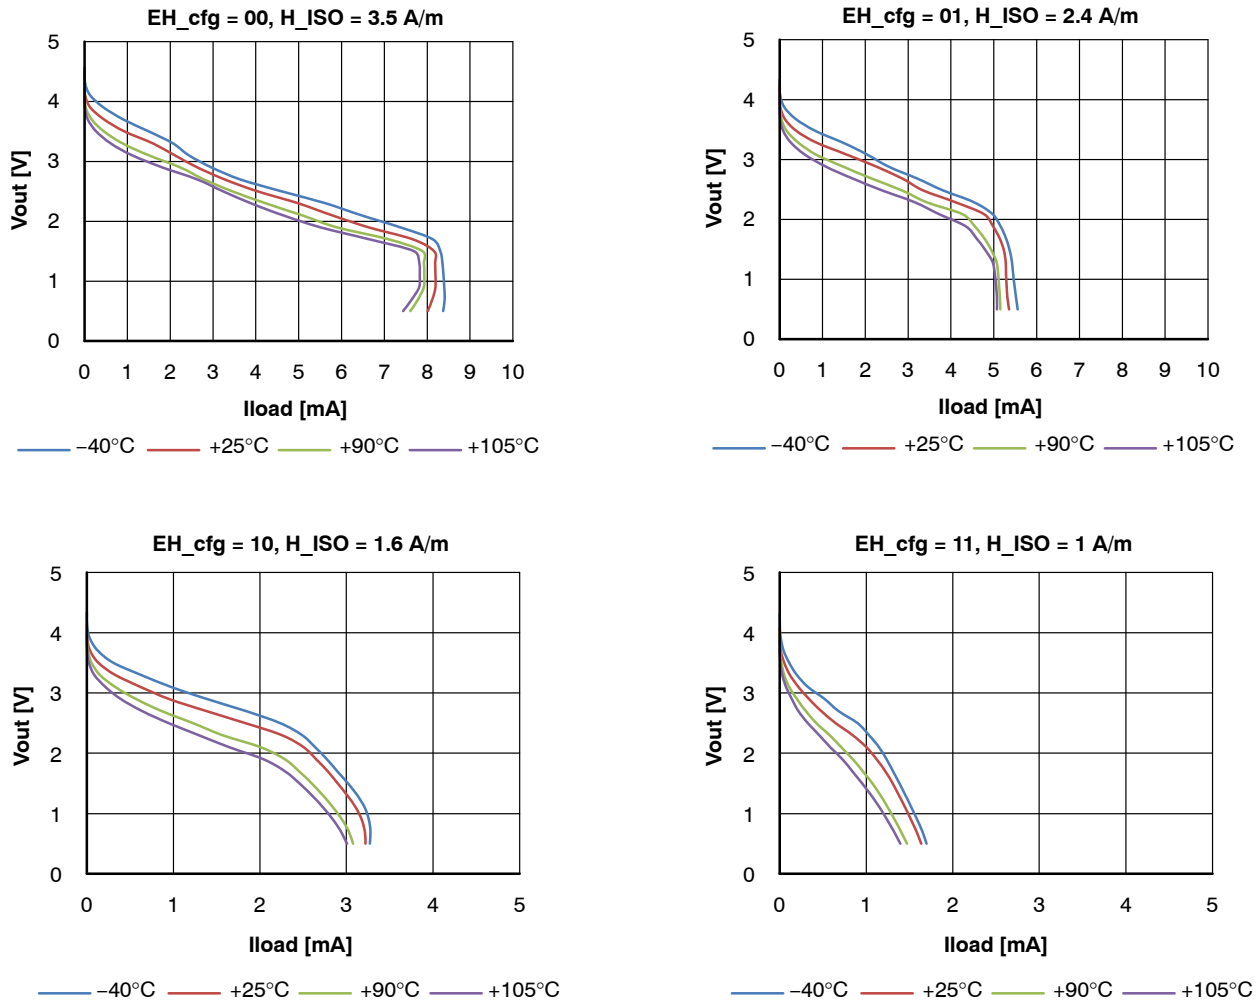 EH_cfg = 00, H_ISO = 3.5 A/m
5
4
3
2
1
0
Vout [V]
0 1 2 3 4 5 6 7 8 9 10
Iload [mA]
−40°C +25°C +90°C +105°C
EH_cfg = 01, H_ISO = 2.4 A/m
5
4
3
2
1
0
Vout [V]
0 1 2 3 4 5 6 7 8 9 10
Iload [mA]
−40°C +25°C +90°C +105°C
EH_cfg = 10, H_ISO = 1.6 A/m
5
4
3
2
1
0
Vout [V]
0 1 2 3 4 5
Iload [mA]
−40°C +25°C +90°C +105°C
EH_cfg = 11, H_ISO = 1 A/m
5
4
3
2
1
0
Vout [V]
0 1 2 3 4 5
Iload [mA]
−40°C +25°C +90°C +105°C